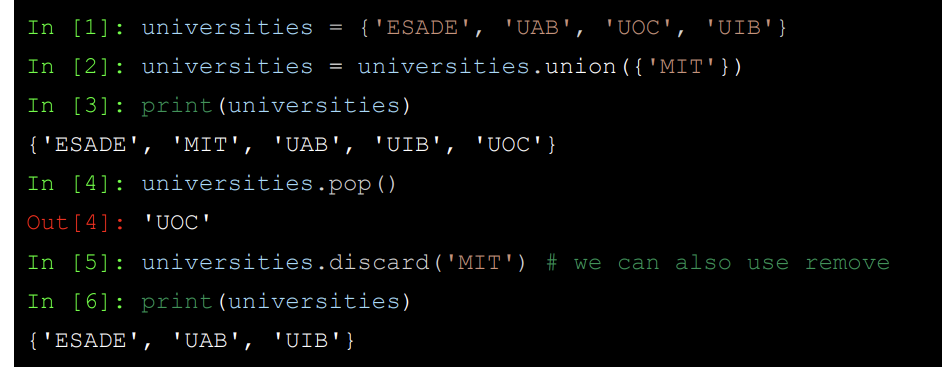 In [1]: universities = {'ESADE', 'UAB', 'UOC', 'UIB'}
In [2]: universities = universities.union({'MIT'})
In [3]: print(universities)
{'ESADE', 'MIT', 'UAB', 'UIB', 'UOC'}
In [4]: universities.pop()
Out[4]: 'UOC'
In [5]: universities.discard('MIT') # we can also use remove
In [6]: print(universities)
{'ESADE', 'UAB', 'UIB'}